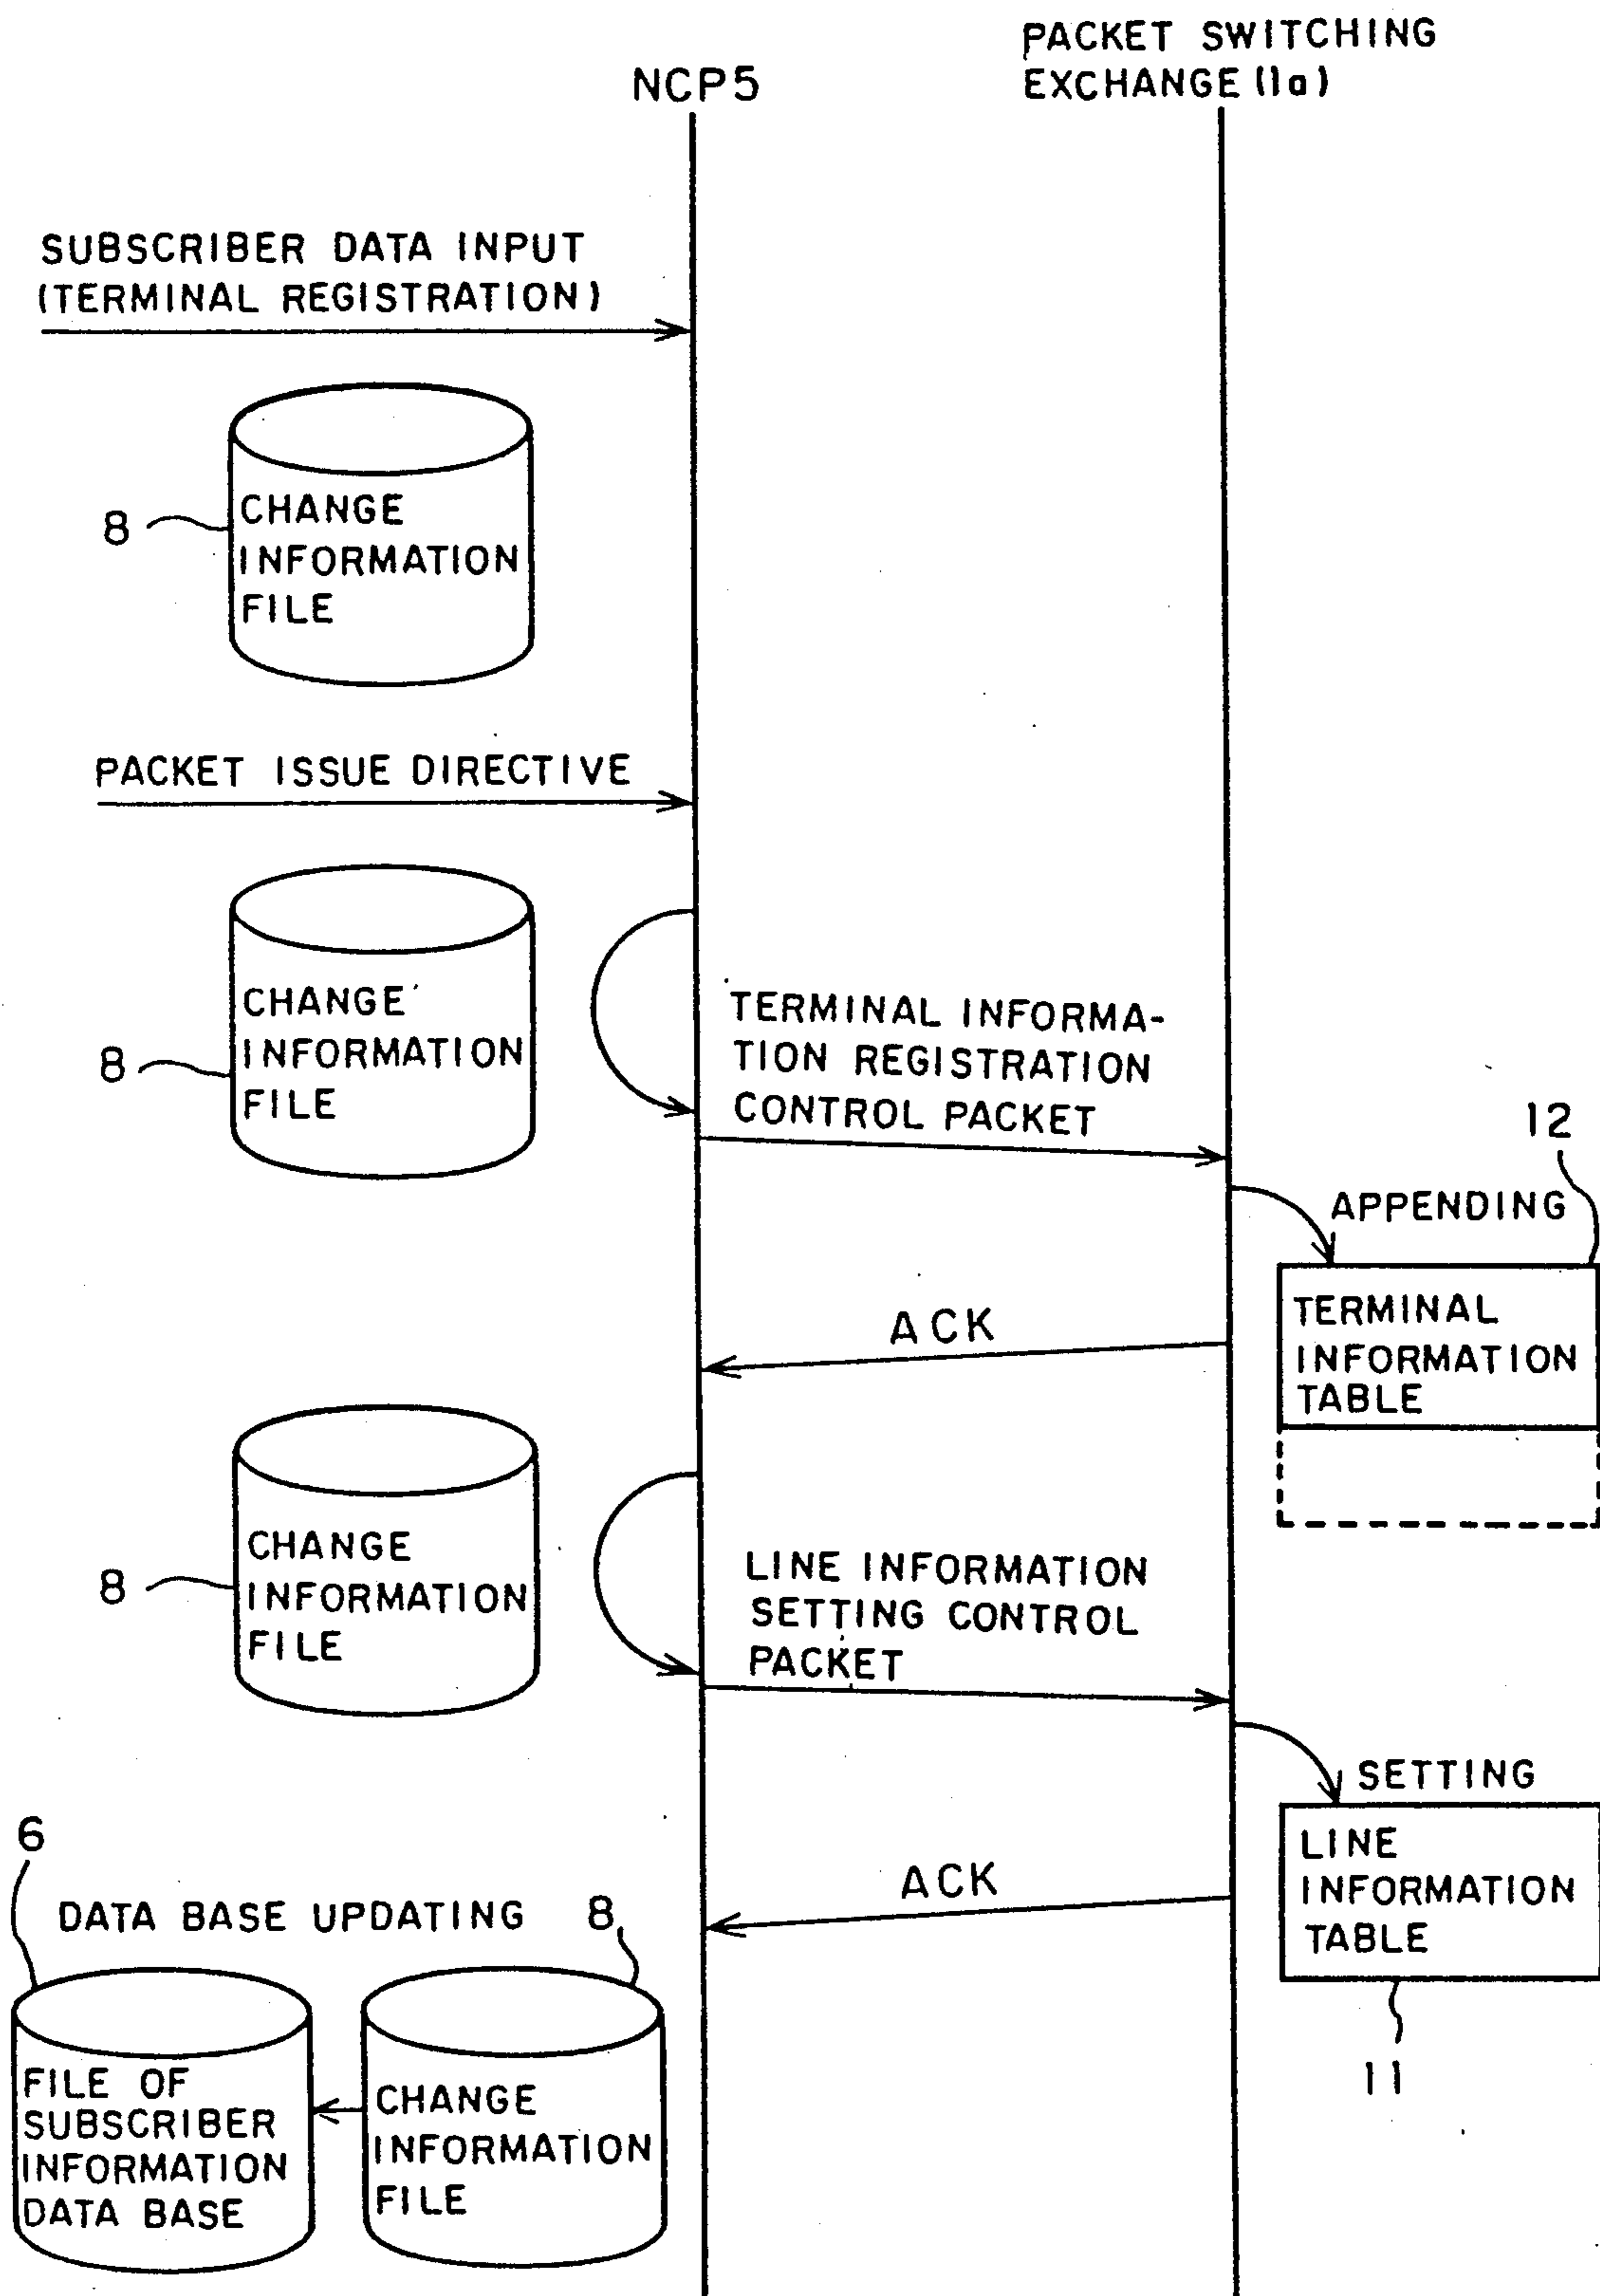 PACKET SWITCHING
EXCHANGE (1a)
NCP5
SUBSCRIBER DATA INPUT
(TERMINAL REGISTRATION)
8
CHANGE
INFORMATION
FILE
PACKET ISSUE DIRECTIVE
8
CHANGE
INFORMATION
FILE
TERMINAL INFORMA-
TION REGISTRATION
CONTROL PACKET
12
APPENDING
TERMINAL
INFORMATION
TABLE
ACK
8
CHANGE
INFORMATION
FILE
LINE INFORMATION
SETTING CONTROL
PACKET
SETTING
LINE
INFORMATION
TABLE
11
ACK
6
DATA BASE UPDATING
8
FILE OF
SUBSCRIBER
INFORMATION
DATA BASE
CHANGE
INFORMATION
FILE